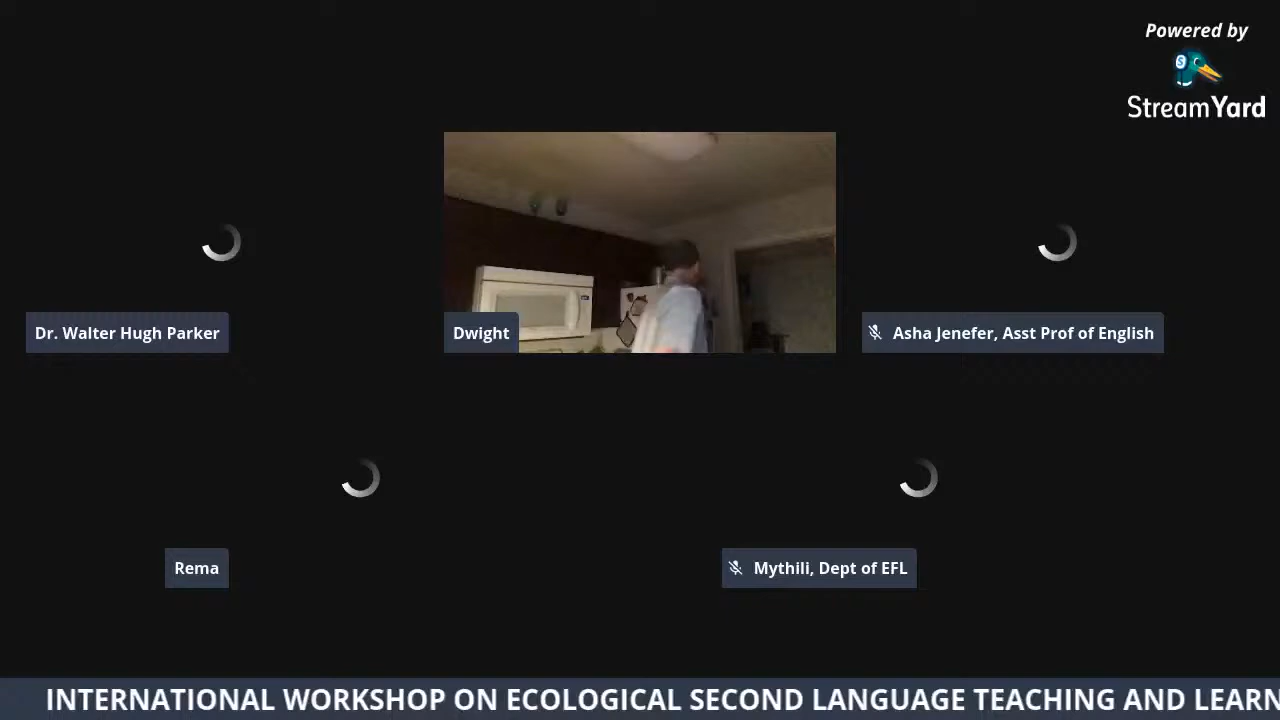 Powered by
StreamYard
Dr. Walter Hugh Parker
Dwight
Asha Jenefer, Asst Prof of English
Rema
Mythili, Dept of EFL
INTERNATIONAL WORKSHOP ON ECOLOGICAL SECOND LANGUAGE TEACHING AND LEARN